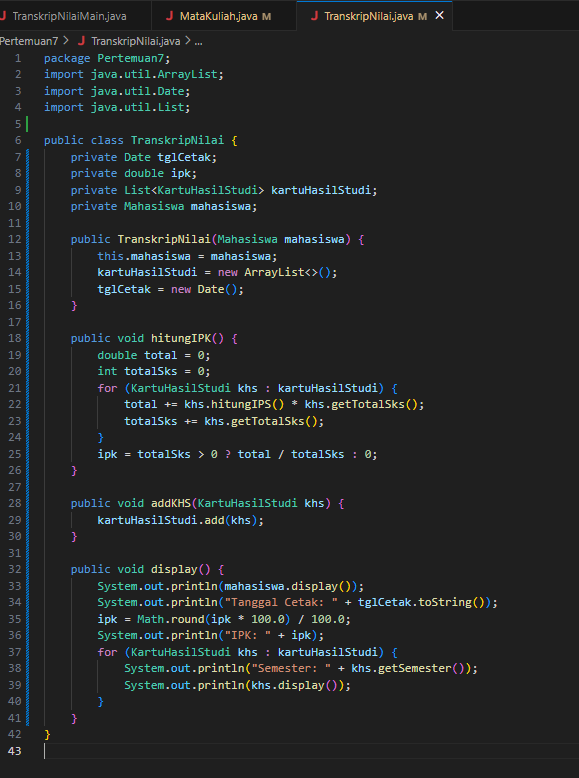 TranskripNilaiMain.java MataKuliah.java M TranskripNilai.java M
Pertemuan7 > TranskripNilai.java > ...
1 package Pertemuan7;
2 import java.util.ArrayList;
3 import java.util.Date;
4 import java.util.List;
5
6 public class TranskripNilai {
7     private Date tglCetak;
8     private double ipk;
9     private List<KartuHasilStudi> kartuHasilStudi;
10     private Mahasiswa mahasiswa;
11
12     public TranskripNilai(Mahasiswa mahasiswa) {
13         this.mahasiswa = mahasiswa;
14         kartuHasilStudi = new ArrayList<>();
15         tglCetak = new Date();
16     }
17
18     public void hitungIPK() {
19         double total = 0;
20         int totalSks = 0;
21         for (KartuHasilStudi khs : kartuHasilStudi) {
22             total += khs.hitungIPS() * khs.getTotalSks();
23             totalSks += khs.getTotalSks();
24         }
25         ipk = totalSks > 0 ? total / totalSks : 0;
26     }
27
28     public void addKHS(KartuHasilStudi khs) {
29         kartuHasilStudi.add(khs);
30     }
31
32     public void display() {
33         System.out.println(mahasiswa.display());
34         System.out.println("Tanggal Cetak: " + tglCetak.toString());
35         ipk = Math.round(ipk * 100.0) / 100.0;
36         System.out.println("IPK: " + ipk);
37         for (KartuHasilStudi khs : kartuHasilStudi) {
38             System.out.println("Semester: " + khs.getSemester());
39             System.out.println(khs.display());
40         }
41     }
42 }
43